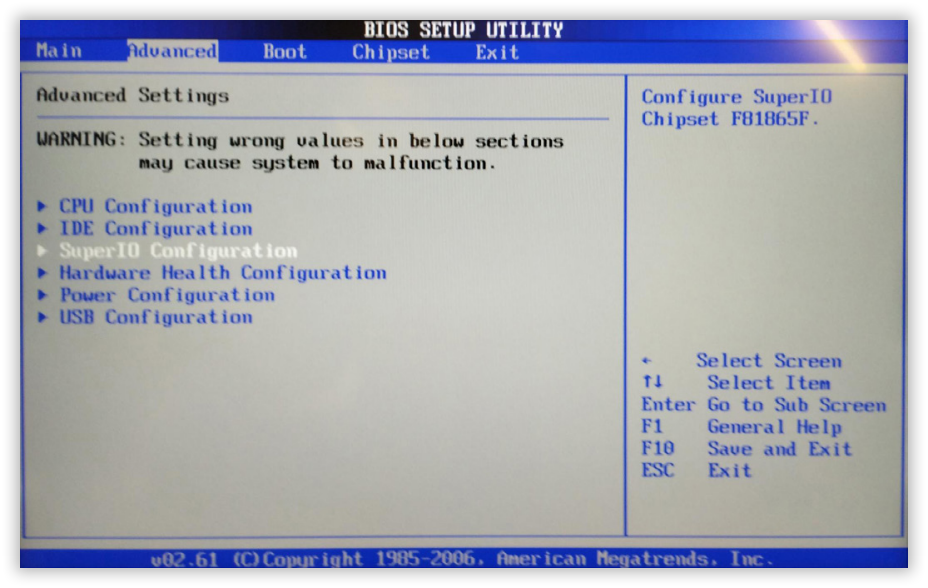 BIOS SETUP UTILITY
Main Advanced Boot Chipset Exit
Advanced Settings
WARNING: Setting wrong values in below sections
may cause system to malfunction.
▶ CPU Configuration
▶ IDE Configuration
▶ SuperIO Configuration
▶ Hardware Health Configuration
▶ Power Configuration
▶ USB Configuration
Configure SuperIO
Chipset F81865F.
← Select Screen
↑↓ Select Item
Enter Go to Sub Screen
F1 General Help
F10 Save and Exit
ESC Exit
v02.61 (C)Copyright 1985-2006, American Megatrends, Inc.